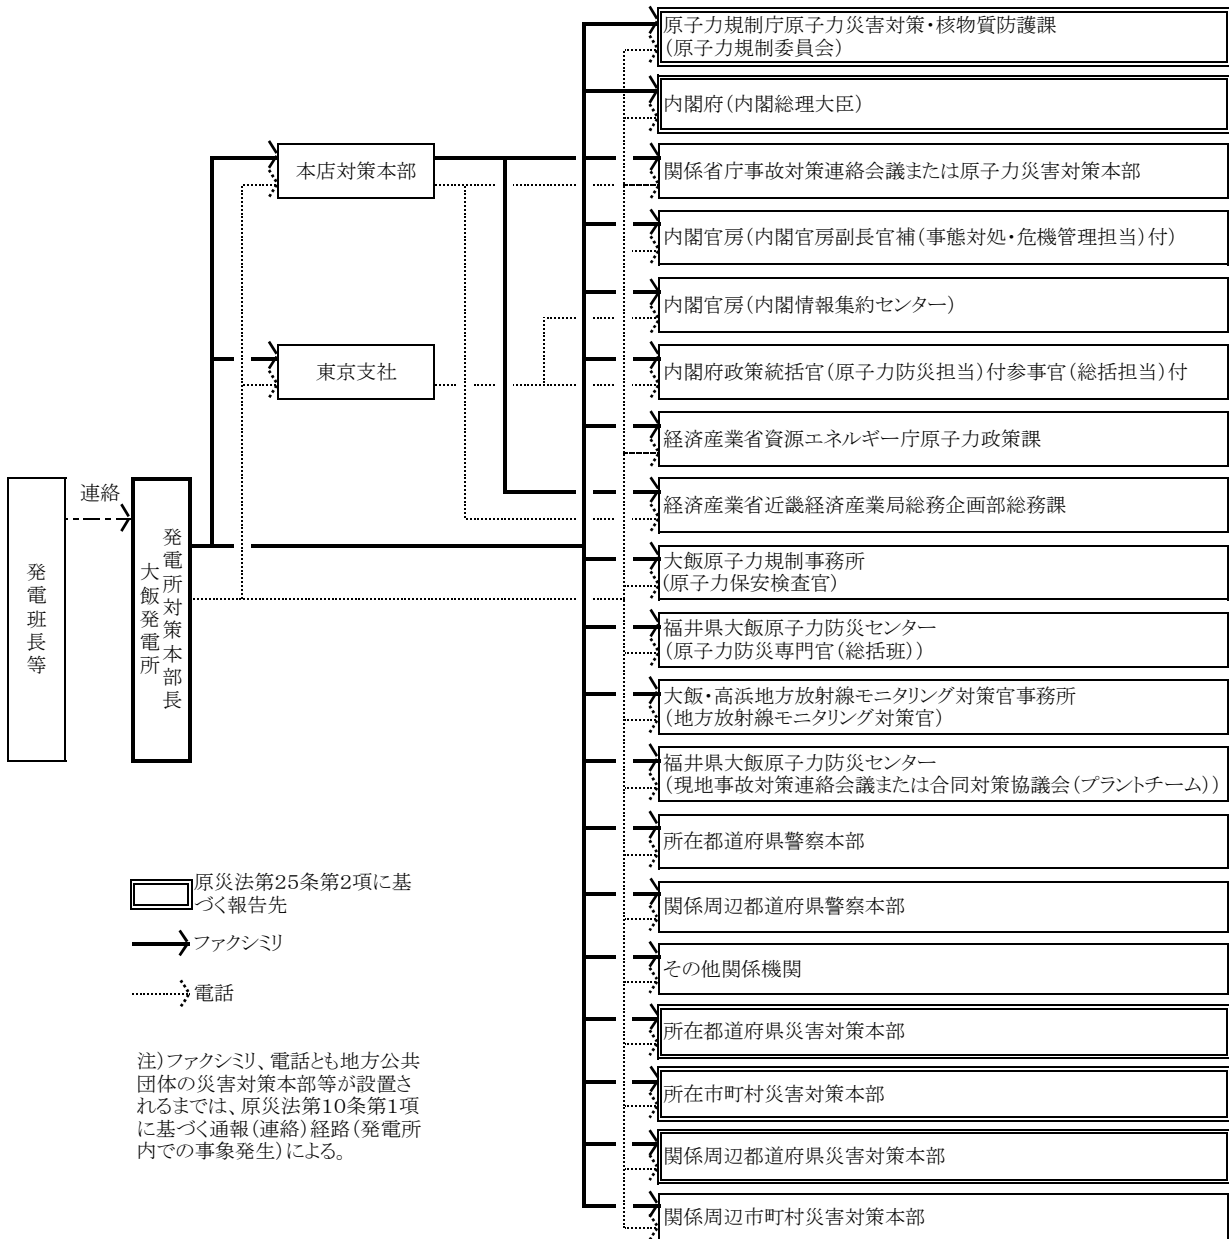 原子力規制庁原子力災害対策・核物質防護課
(原子力規制委員会)
内閣府(内閣総理大臣)
本店対策本部
関係省庁事故対策連絡会議または原子力災害対策本部
内閣官房(内閣官房副長官補(事態対処・危機管理担当)付)
内閣官房(内閣情報集約センター)
東京支社
内閣府政策統括官(原子力防災担当)付参事官(総括担当)付
経済産業省資源エネルギー庁原子力政策課
経済産業省近畿経済産業局総務企画部総務課
連絡
発電班長等
発電所対策本部長
大飯発電所
大飯原子力規制事務所
(原子力保安検査官)
福井県大飯原子力防災センター
(原子力防災専門官(総括班))
大飯・高浜地方放射線モニタリング対策官事務所
(地方放射線モニタリング対策官)
福井県大飯原子力防災センター
(現地事故対策連絡会議または合同対策協議会(プラントチーム))
所在都道府県警察本部
関係周辺都道府県警察本部
その他関係機関
所在都道府県災害対策本部
所在市町村災害対策本部
関係周辺都道府県災害対策本部
関係周辺市町村災害対策本部
原災法第25条第2項に基
づく報告先
ファクシミリ
電話
注)ファクシミリ、電話とも地方公共
団体の災害対策本部等が設置さ
れるまでは、原災法第10条第1項
に基づく通報(連絡)経路(発電所
内での事象発生)による。